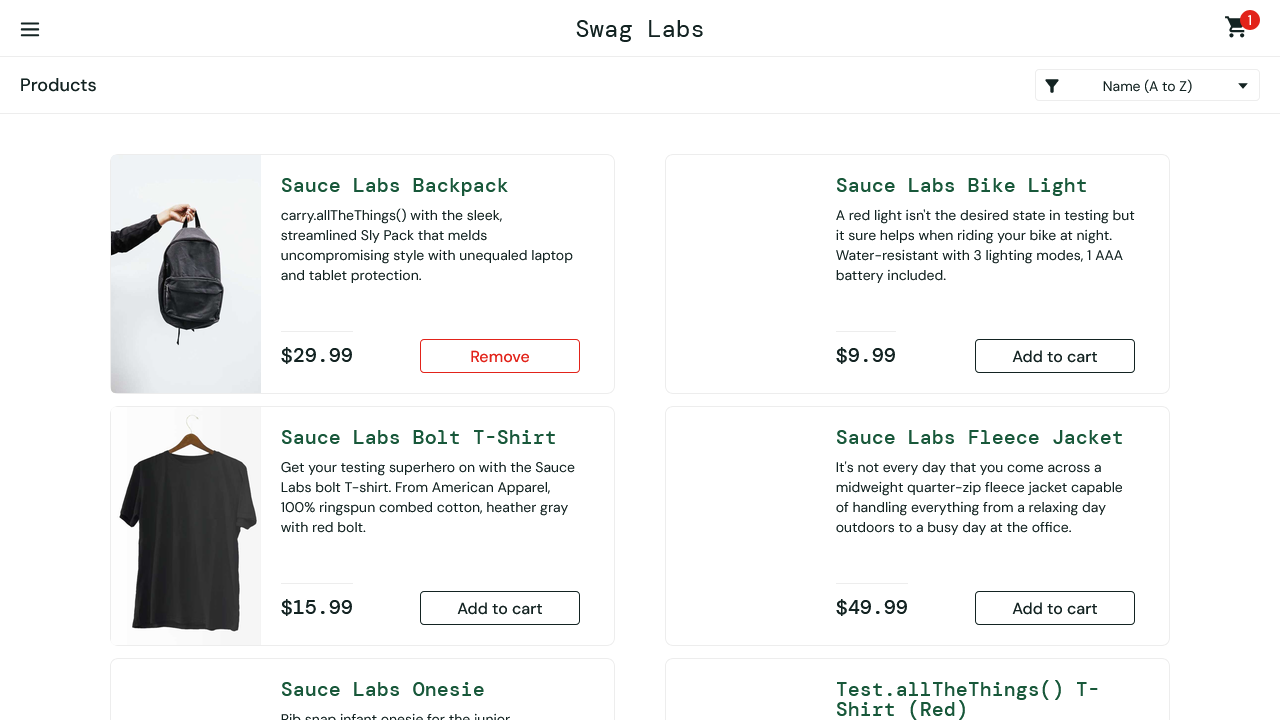 Swag Labs
1
Products
Name (A to Z)
Sauce Labs Backpack
carry.allTheThings() with the sleek,
streamlined Sly Pack that melds
uncompromising style with unequaled laptop
and tablet protection.
$29.99
Remove
Sauce Labs Bike Light
A red light isn't the desired state in testing but
it sure helps when riding your bike at night.
Water-resistant with 3 lighting modes, 1 AAA
battery included.
$9.99
Add to cart
Sauce Labs Bolt T-Shirt
Get your testing superhero on with the Sauce
Labs bolt T-shirt. From American Apparel,
100% ringspun combed cotton, heather gray
with red bolt.
$15.99
Add to cart
Sauce Labs Fleece Jacket
It's not every day that you come across a
midweight quarter-zip fleece jacket capable
of handling everything from a relaxing day
outdoors to a busy day at the office.
$49.99
Add to cart
Sauce Labs Onesie
Rib snap infant onesie for the junior
Test.allTheThings() T-
Shirt (Red)